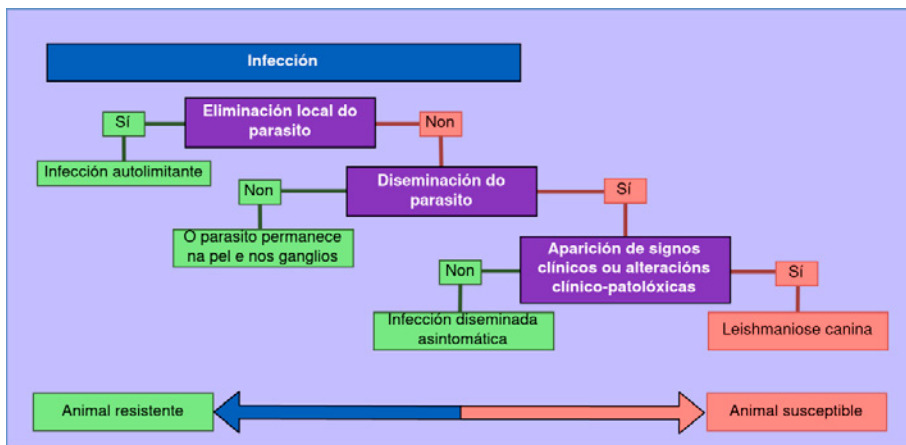 Infección
Eliminación local do
parasito
Sí
Non
Infección autolimitante
Diseminación do
parasito
Non
Sí
O parasito permanece
na pel e nos ganglios
Aparición de signos
clínicos ou alteracións
clínico-patolóxicas
Non
Sí
Infección diseminada
asintomática
Leishmaniose canina
Animal resistente
Animal susceptible